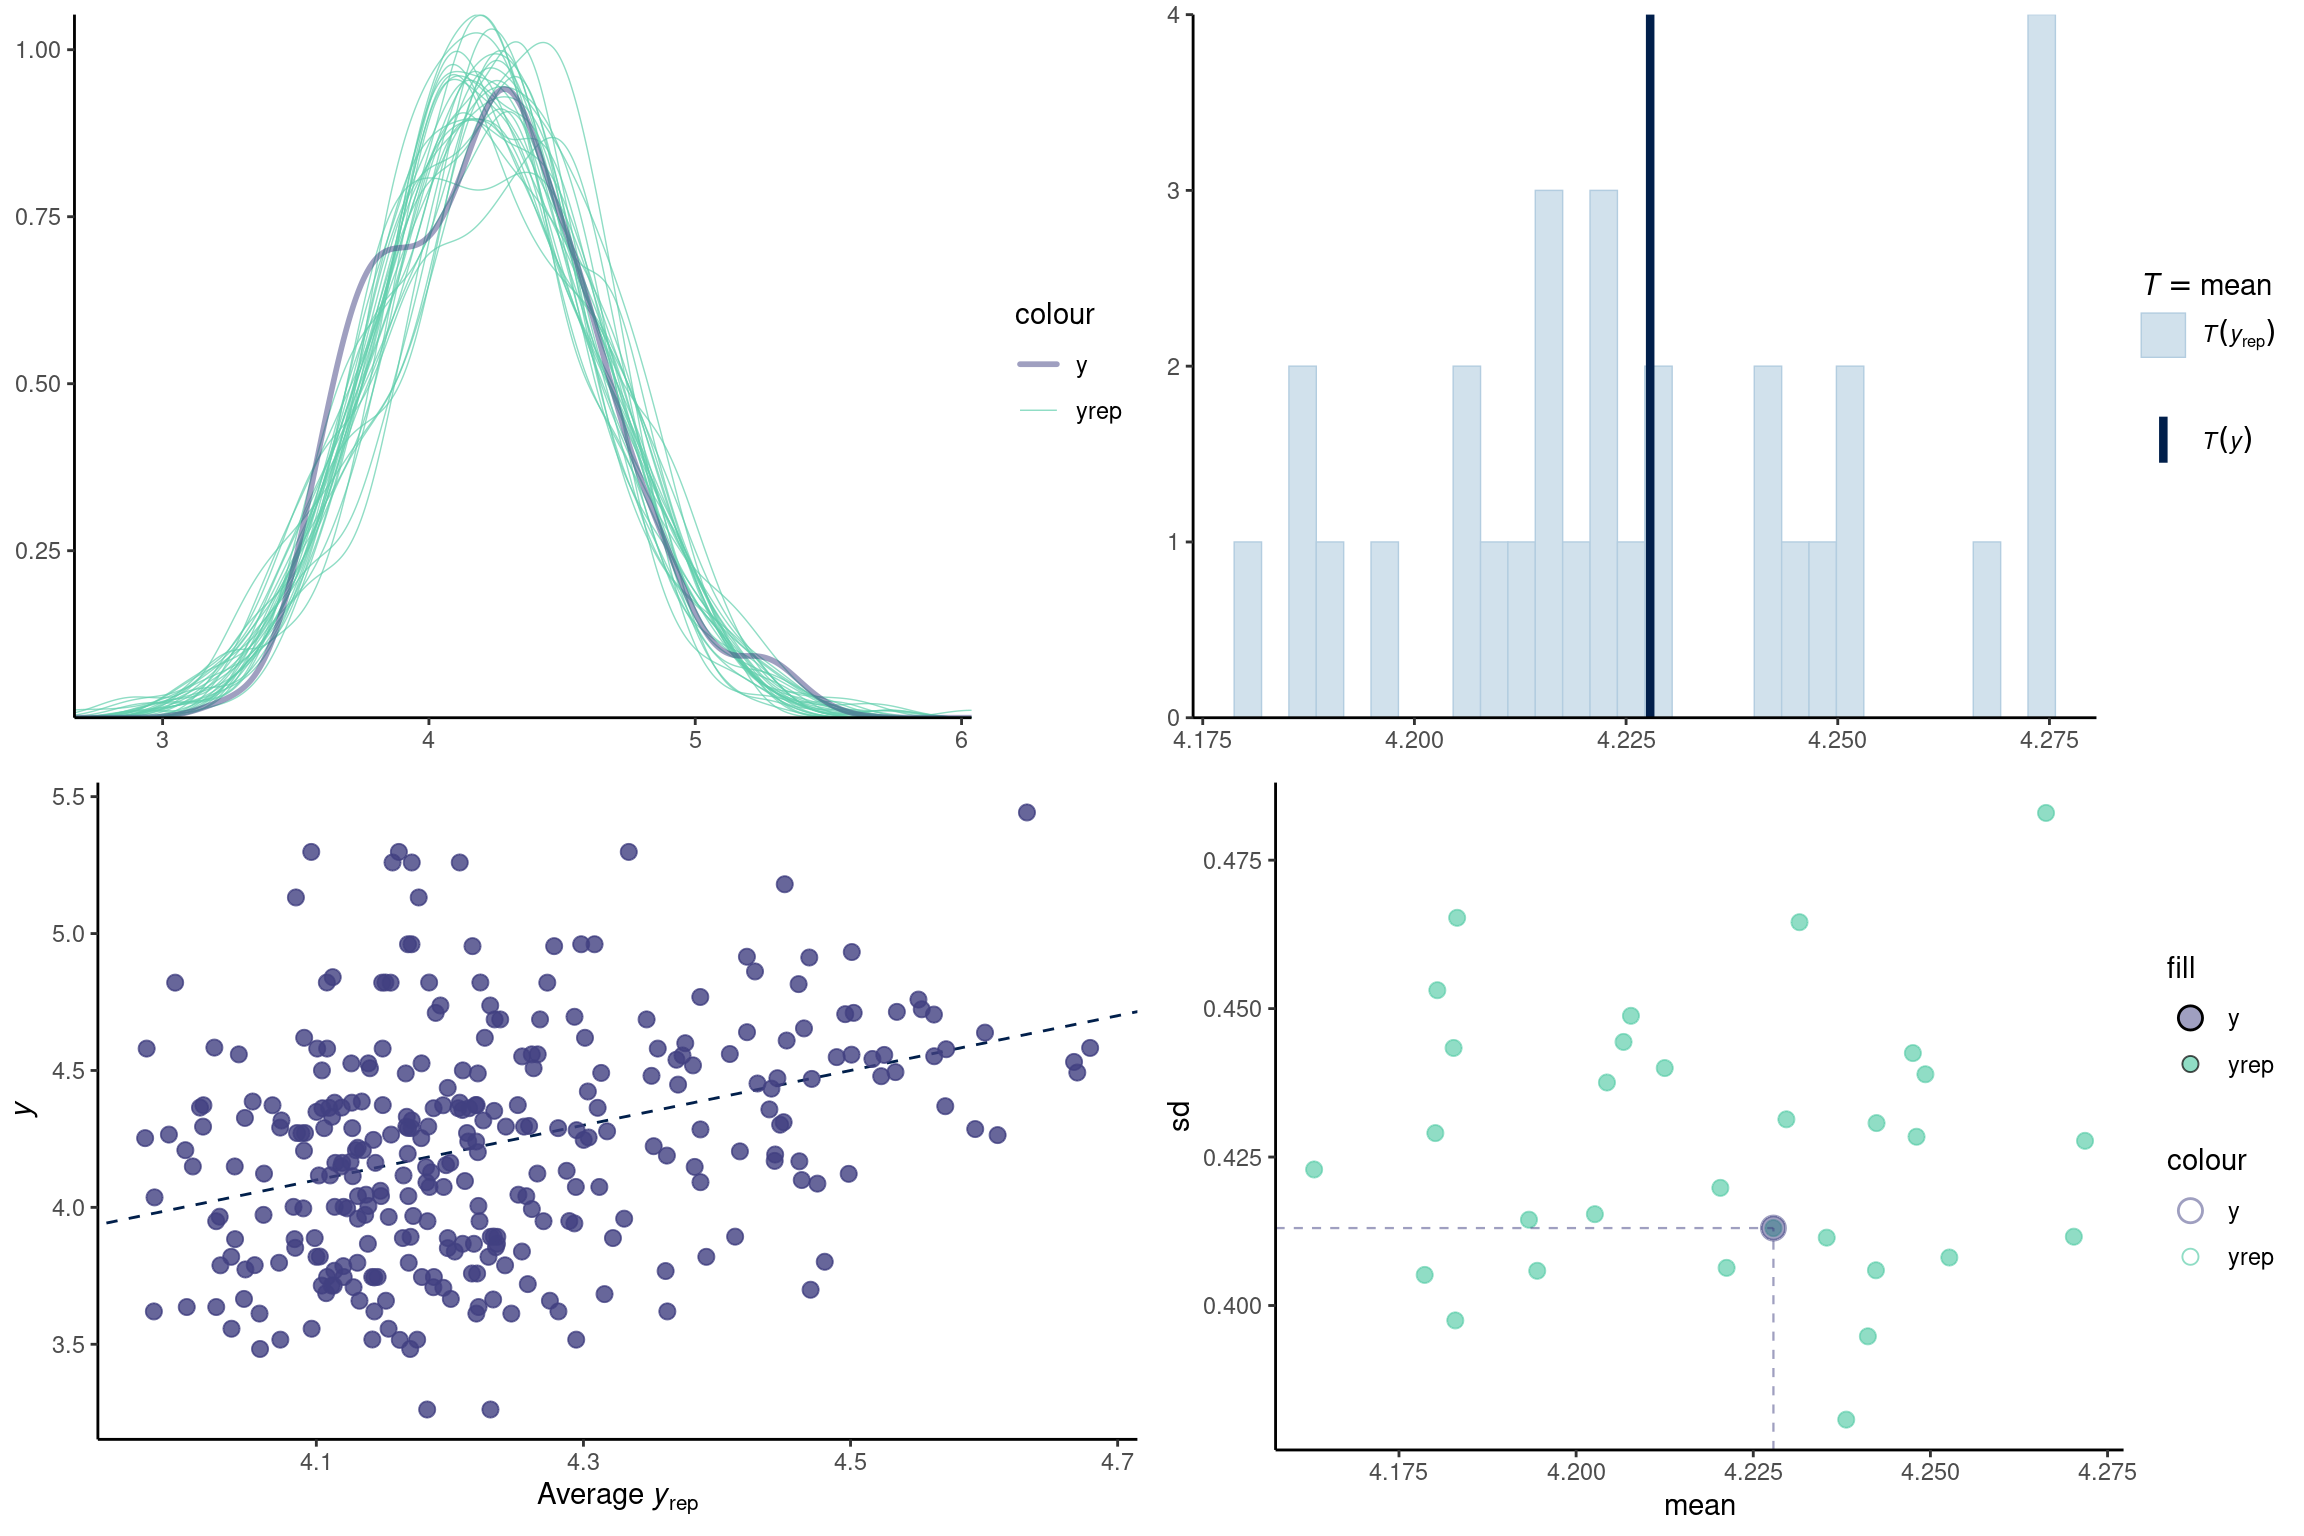 1.00
0.75
0.50
0.25
3 4 5 6
colour
y
yrep
4
3
2
1
0
4.175 4.200 4.225 4.250 4.275
T = mean
T(yrep)
T(y)
5.5
5.0
4.5
4.0
3.5
y
4.1 4.3 4.5 4.7
Average yrep
0.475
0.450
0.425
0.400
sd
4.175 4.200 4.225 4.250 4.275
mean
fill
y
yrep
colour
y
yrep